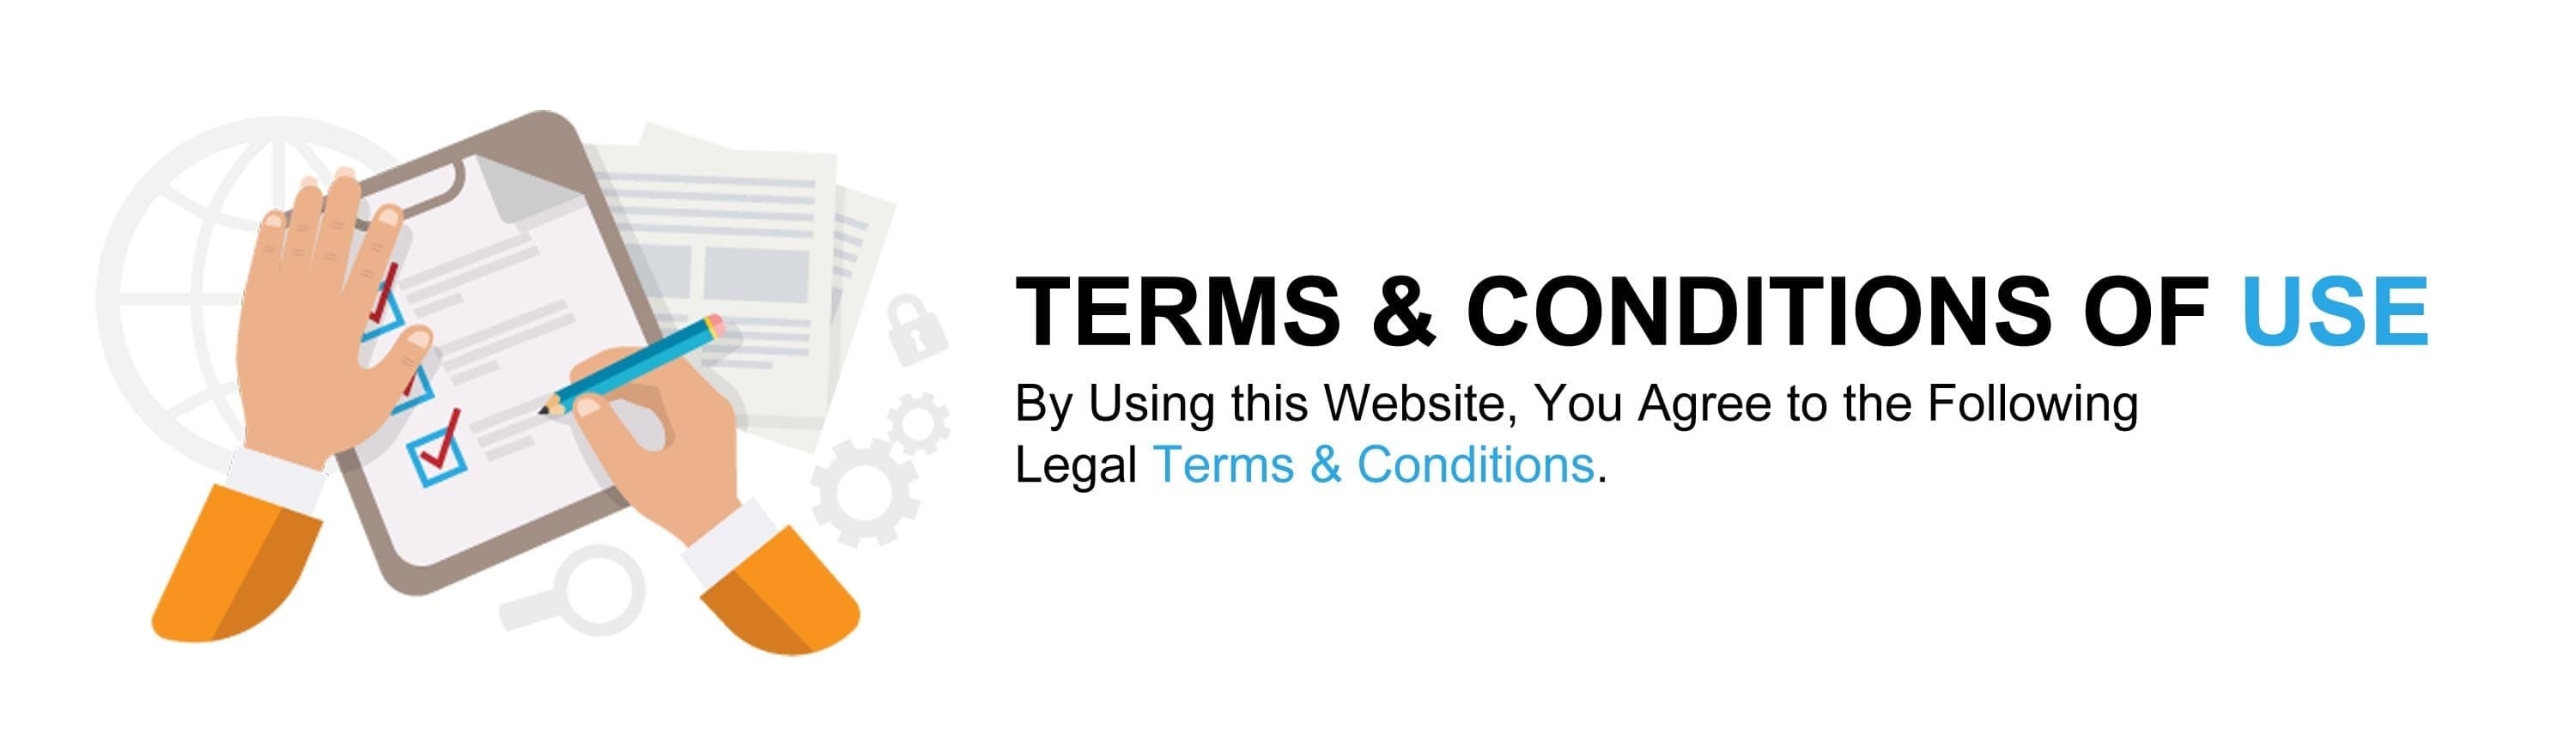 TERMS & CONDITIONS OF USE
By Using this Website, You Agree to the Following
Legal Terms & Conditions.